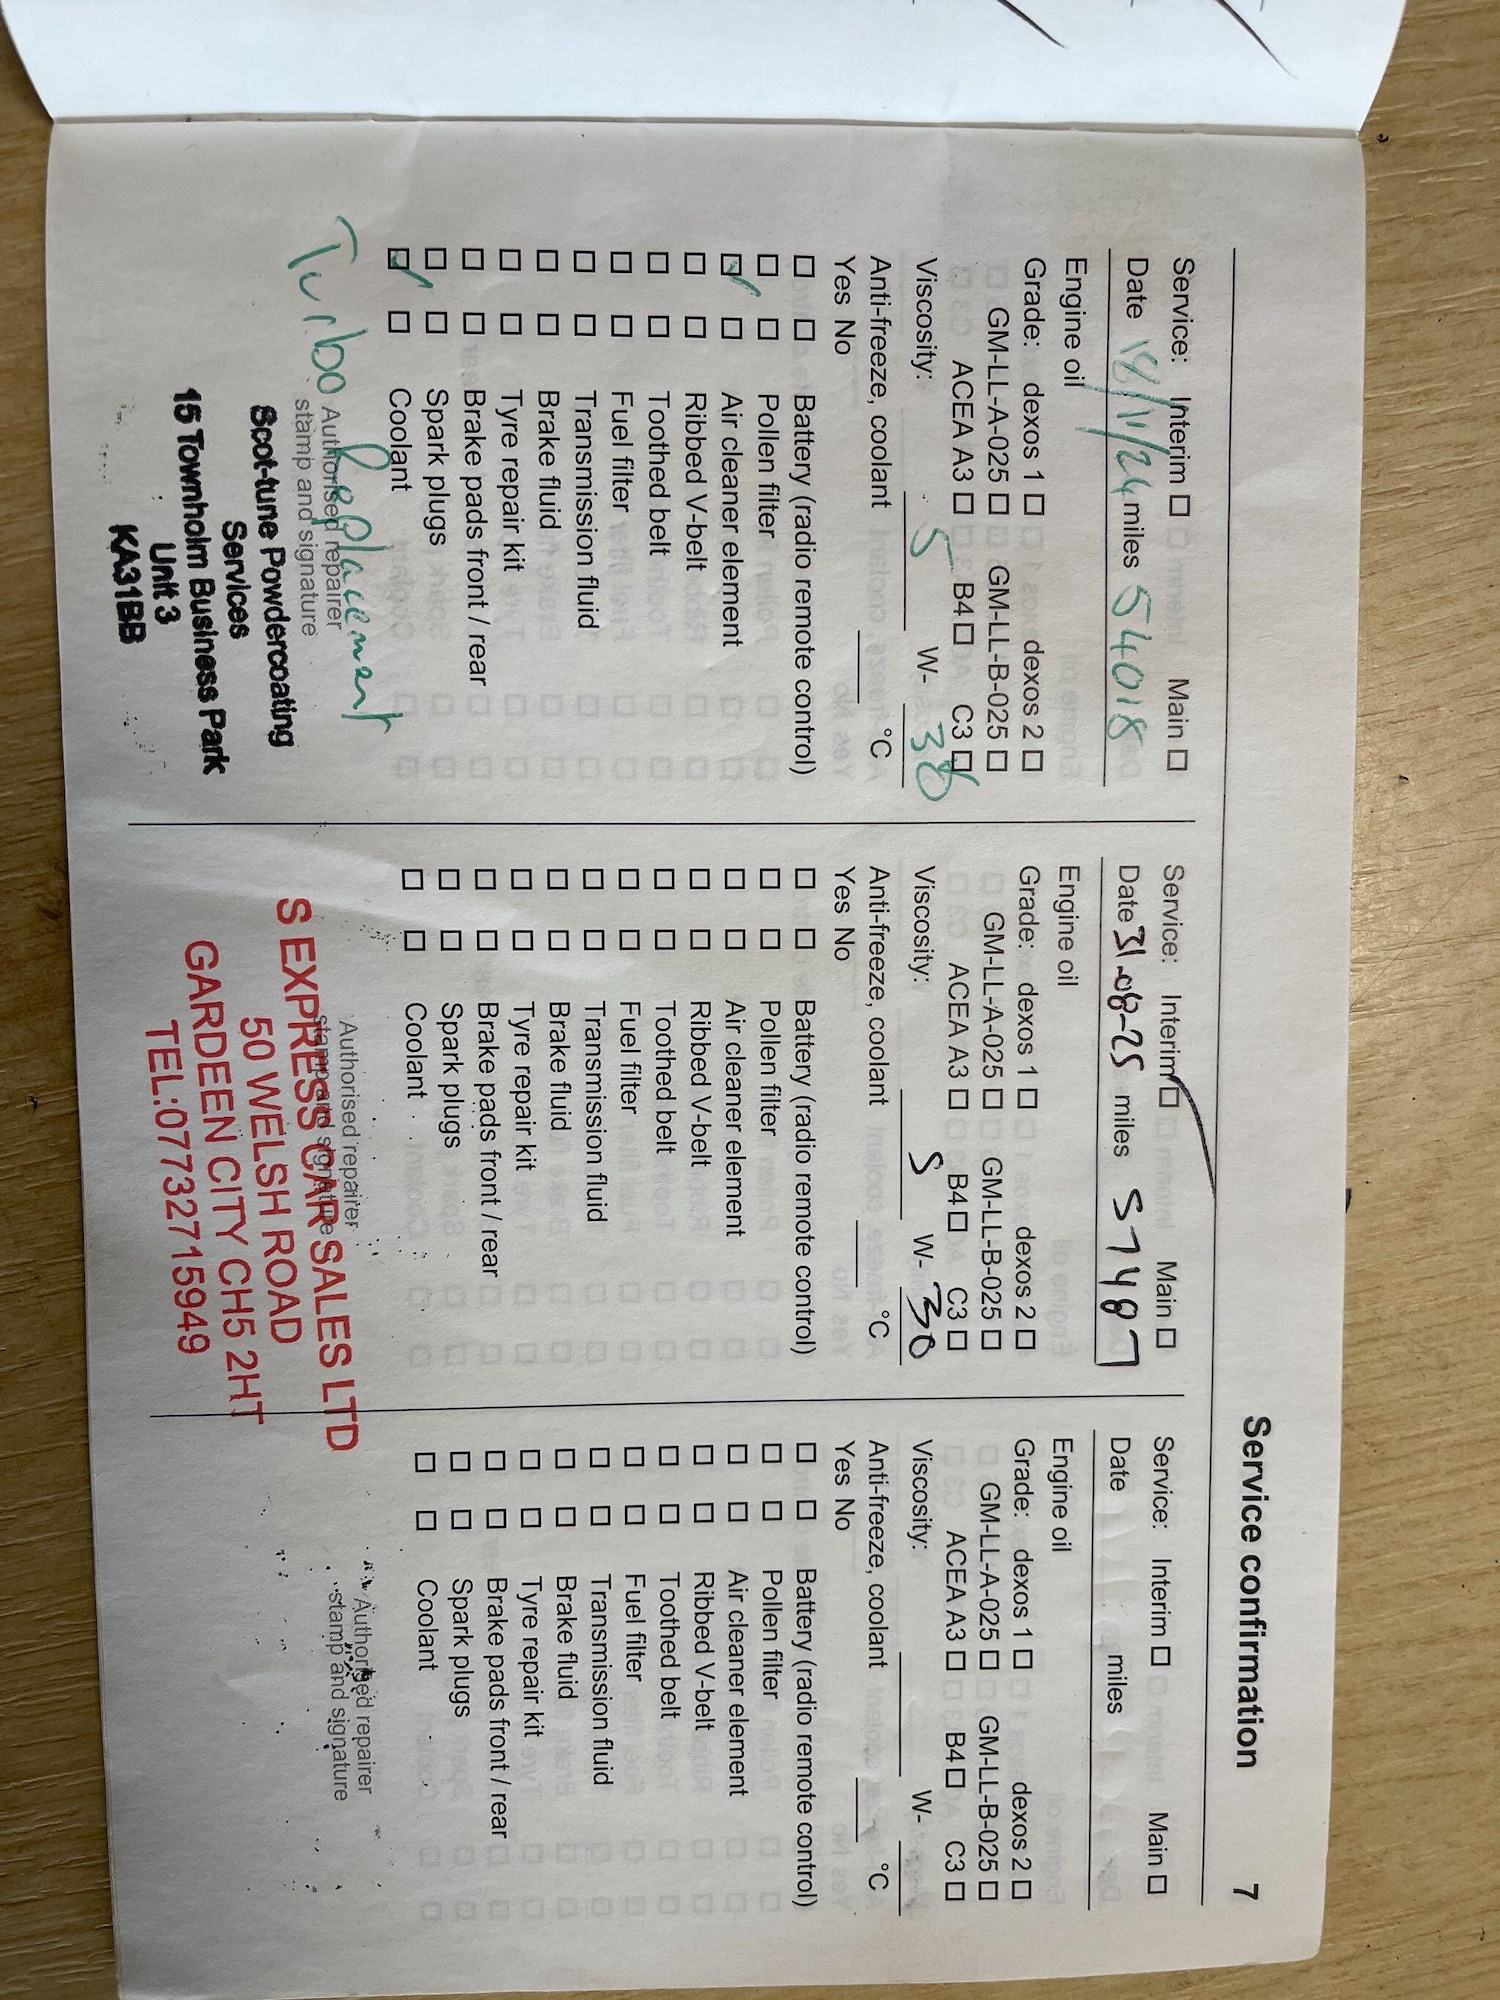 Service confirmation 7
Service: Interim ☐ Main ☐
Date 18/11/24 miles 54018
Engine oil
Grade: dexos 1 ☐ dexos 2 ☐
GM-LL-A-025 ☐ GM-LL-B-025 ☐
ACEA A3 ☐ B4 ☐ C3 ☑
Viscosity: 5 W- 30
Anti-freeze, coolant °C
Yes No
☐ ☐ Battery (radio remote control)
☐ ☐ Pollen filter
☑ ☐ Air cleaner element
☐ ☐ Ribbed V-belt
☐ ☐ Toothed belt
☐ ☐ Fuel filter
☐ ☐ Transmission fluid
☐ ☐ Brake fluid
☐ ☐ Tyre repair kit
☐ ☐ Brake pads front / rear
☐ ☐ Spark plugs
☑ ☐ Coolant
Turbo Replacement
Authorised repairer
stamp and signature
Scot-tune Powdercoating
Services
15 Townholm Business Park
Unit 3
KA31BB
Service: Interim ☑ Main ☐
Date 31-08-25 miles 57487
Engine oil
Grade: dexos 1 ☐ dexos 2 ☐
GM-LL-A-025 ☐ GM-LL-B-025 ☐
ACEA A3 ☐ B4 ☐ C3 ☐
Viscosity: 5 W- 30
Anti-freeze, coolant °C
Yes No
☐ ☐ Battery (radio remote control)
☐ ☐ Pollen filter
☐ ☐ Air cleaner element
☐ ☐ Ribbed V-belt
☐ ☐ Toothed belt
☐ ☐ Fuel filter
☐ ☐ Transmission fluid
☐ ☐ Brake fluid
☐ ☐ Tyre repair kit
☐ ☐ Brake pads front / rear
☐ ☐ Spark plugs
☐ ☐ Coolant
Authorised repairer
stamp and signature
S EXPRESS CAR SALES LTD
50 WELSH ROAD
GARDEEN CITY CH5 2HT
TEL:07732715949
Service: Interim ☐ Main ☐
Date miles
Engine oil
Grade: dexos 1 ☐ dexos 2 ☐
GM-LL-A-025 ☐ GM-LL-B-025 ☐
ACEA A3 ☐ B4 ☐ C3 ☐
Viscosity: W-
Anti-freeze, coolant °C
Yes No
☐ ☐ Battery (radio remote control)
☐ ☐ Pollen filter
☐ ☐ Air cleaner element
☐ ☐ Ribbed V-belt
☐ ☐ Toothed belt
☐ ☐ Fuel filter
☐ ☐ Transmission fluid
☐ ☐ Brake fluid
☐ ☐ Tyre repair kit
☐ ☐ Brake pads front / rear
☐ ☐ Spark plugs
☐ ☐ Coolant
Authorised repairer
stamp and signature